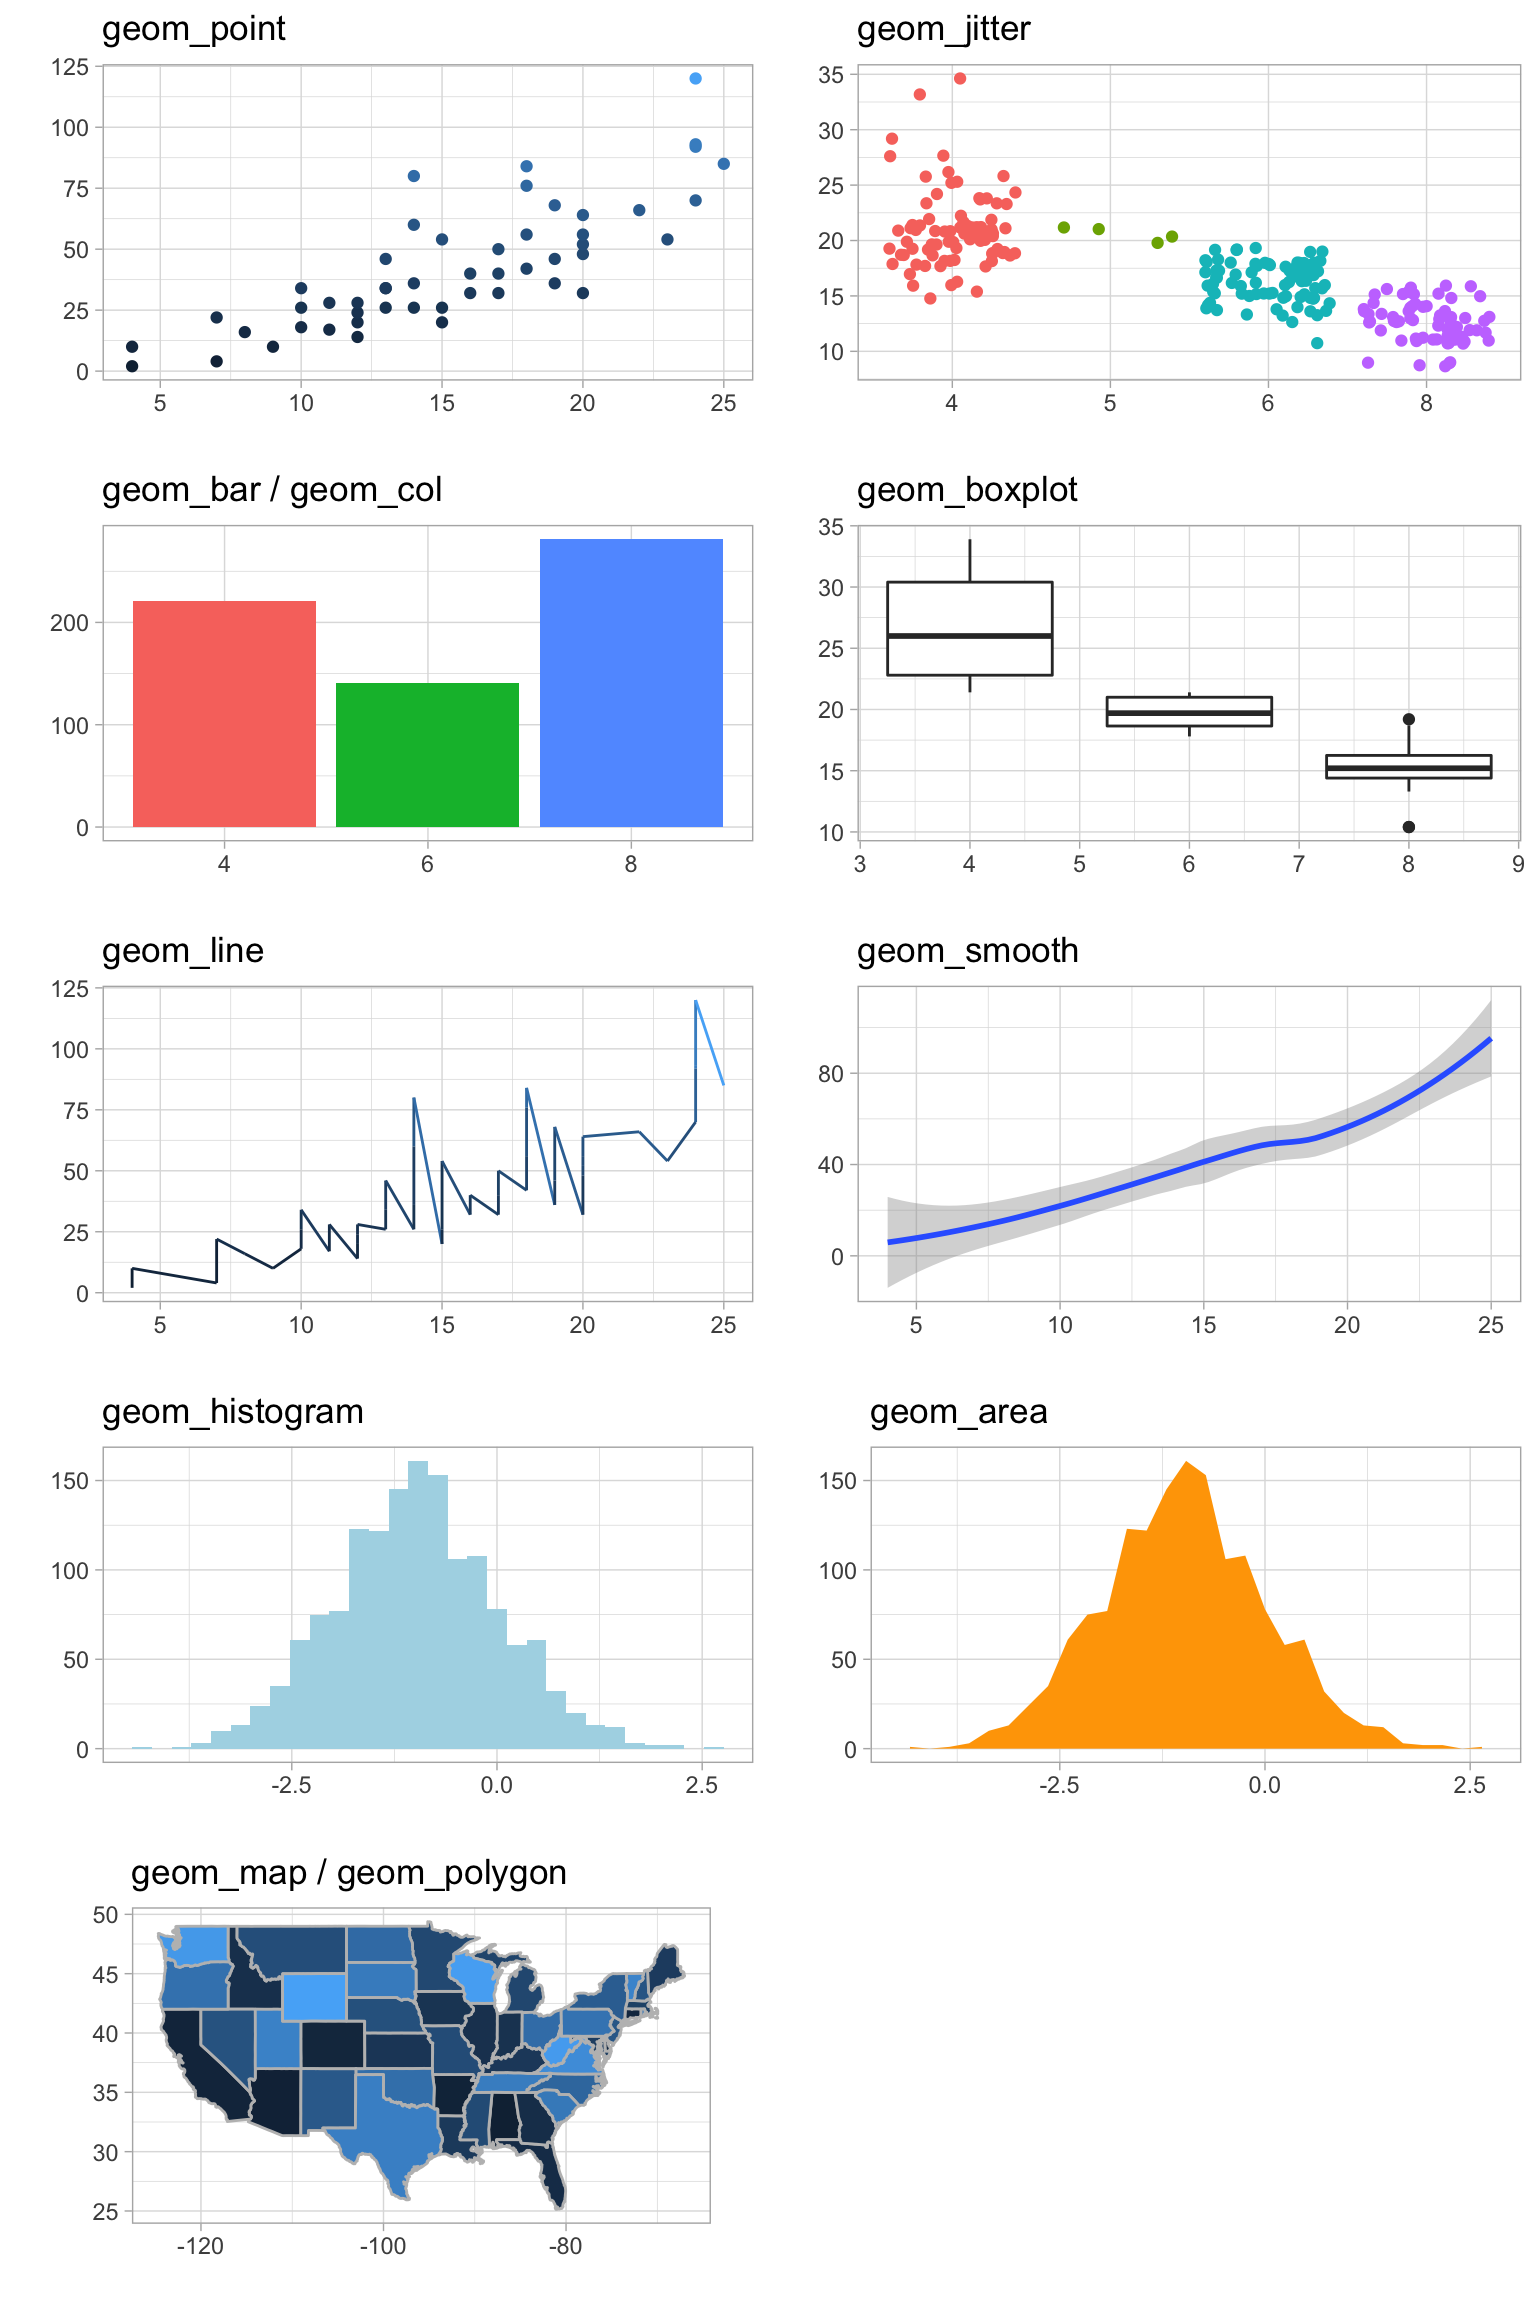 geom_point
125
100
75
50
25
0
5 10 15 20 25
geom_jitter
35
30
25
20
15
10
4 5 6 8
geom_bar / geom_col
200
100
0
4 6 8
geom_boxplot
35
30
25
20
15
10
3 4 5 6 7 8 9
geom_line
125
100
75
50
25
0
5 10 15 20 25
geom_smooth
80
40
0
5 10 15 20 25
geom_histogram
150
100
50
0
-2.5 0.0 2.5
geom_area
150
100
50
0
-2.5 0.0 2.5
geom_map / geom_polygon
50
45
40
35
30
25
-120 -100 -80